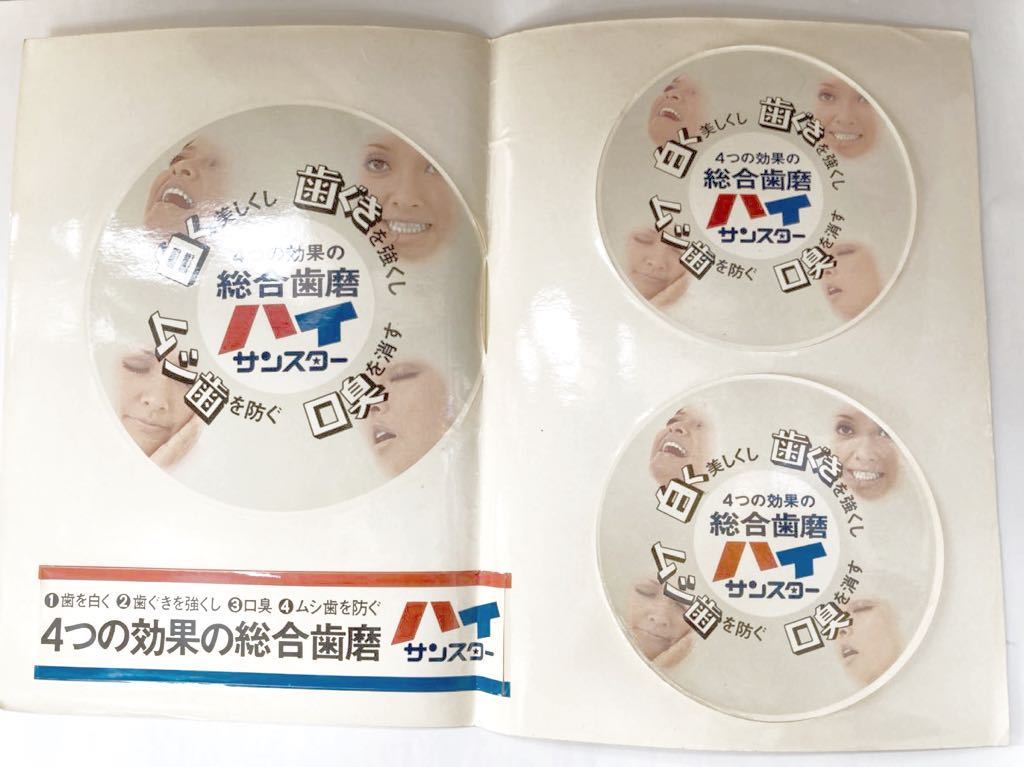 白く美しくし
歯ぐきを強くし
ムシ歯を防ぐ
口臭を消す
4つの効果の
総合歯磨
ハイ
サンスター
❶歯を白く ❷歯ぐきを強くし ❸口臭 ❹ムシ歯を防ぐ
4つの効果の総合歯磨
ハイ
サンスター
白く美しくし
歯ぐきを強くし
ムシ歯を防ぐ
口臭を消す
4つの効果の
総合歯磨
ハイ
サンスター
白く美しくし
歯ぐきを強くし
ムシ歯を防ぐ
口臭を消す
4つの効果の
総合歯磨
ハイ
サンスター